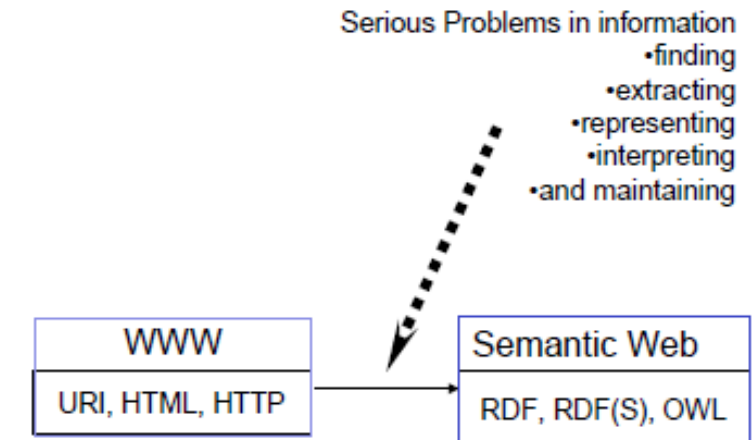 Serious Problems in information
•finding
•extracting
•representing
•interpreting
•and maintaining
WWW
URI, HTML, HTTP
Semantic Web
RDF, RDF(S), OWL